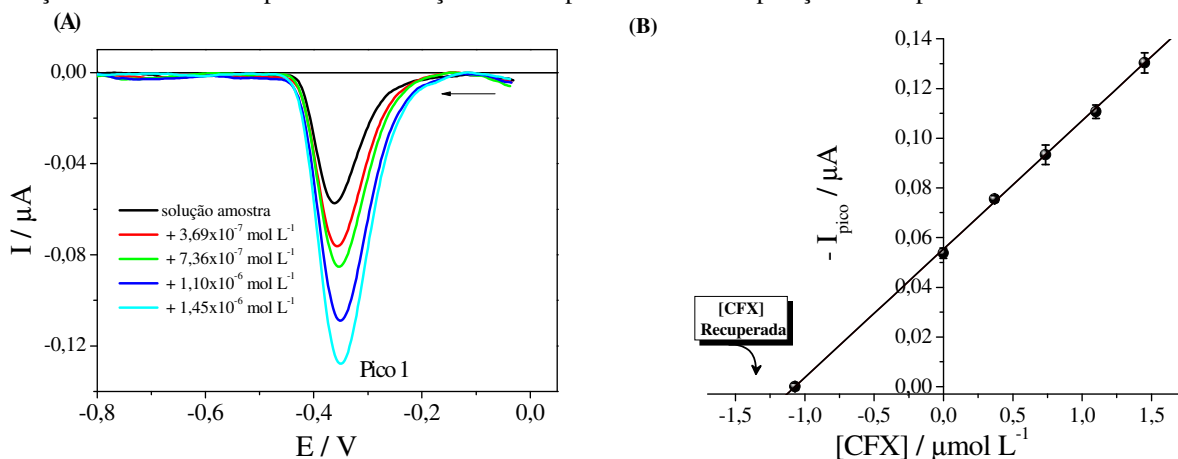 (A)
0,00
-0,04
-0,08
-0,12
I / μA
solução amostra
+ 3,69x10⁻⁷ mol L⁻¹
+ 7,36x10⁻⁷ mol L⁻¹
+ 1,10x10⁻⁶ mol L⁻¹
+ 1,45x10⁻⁶ mol L⁻¹
Pico 1
-0,8 -0,6 -0,4 -0,2 0,0
E / V
(B)
0,14
0,12
0,10
0,08
0,06
0,04
0,02
0,00
- I pico / μA
[CFX]
Recuperada
-1,5 -1,0 -0,5 0,0 0,5 1,0 1,5
[CFX] / μmol L⁻¹